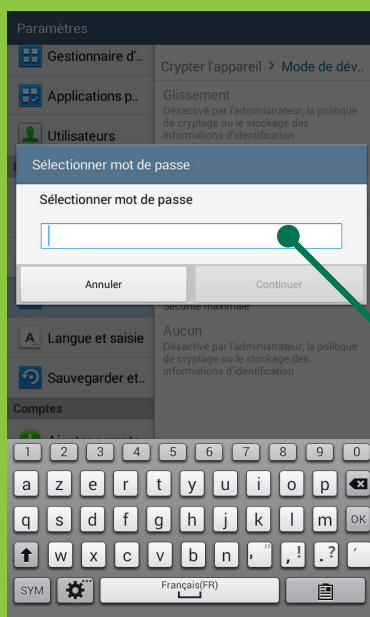 Paramètres
Gestionnaire d'..
Crypter l'appareil > Mode de dév..
Applications p..
Glissement
Désactivé par l'administrateur, la politique
de cryptage ou le stockage des
informations d'identification
Utilisateurs
Sélectionner mot de passe
Sélectionner mot de passe
Annuler
Continuer
Sécurité maximale
A Langue et saisie
Aucun
Désactivé par l'administrateur, la politique
de cryptage ou le stockage des
informations d'identification
Sauvegarder et..
Comptes
Ajouter compte
1 2 3 4 5 6 7 8 9 0
a z e r t y u i o p
q s d f g h j k l m OK
w x c v b n , " , ! . ? '
SYM ... Français(FR)